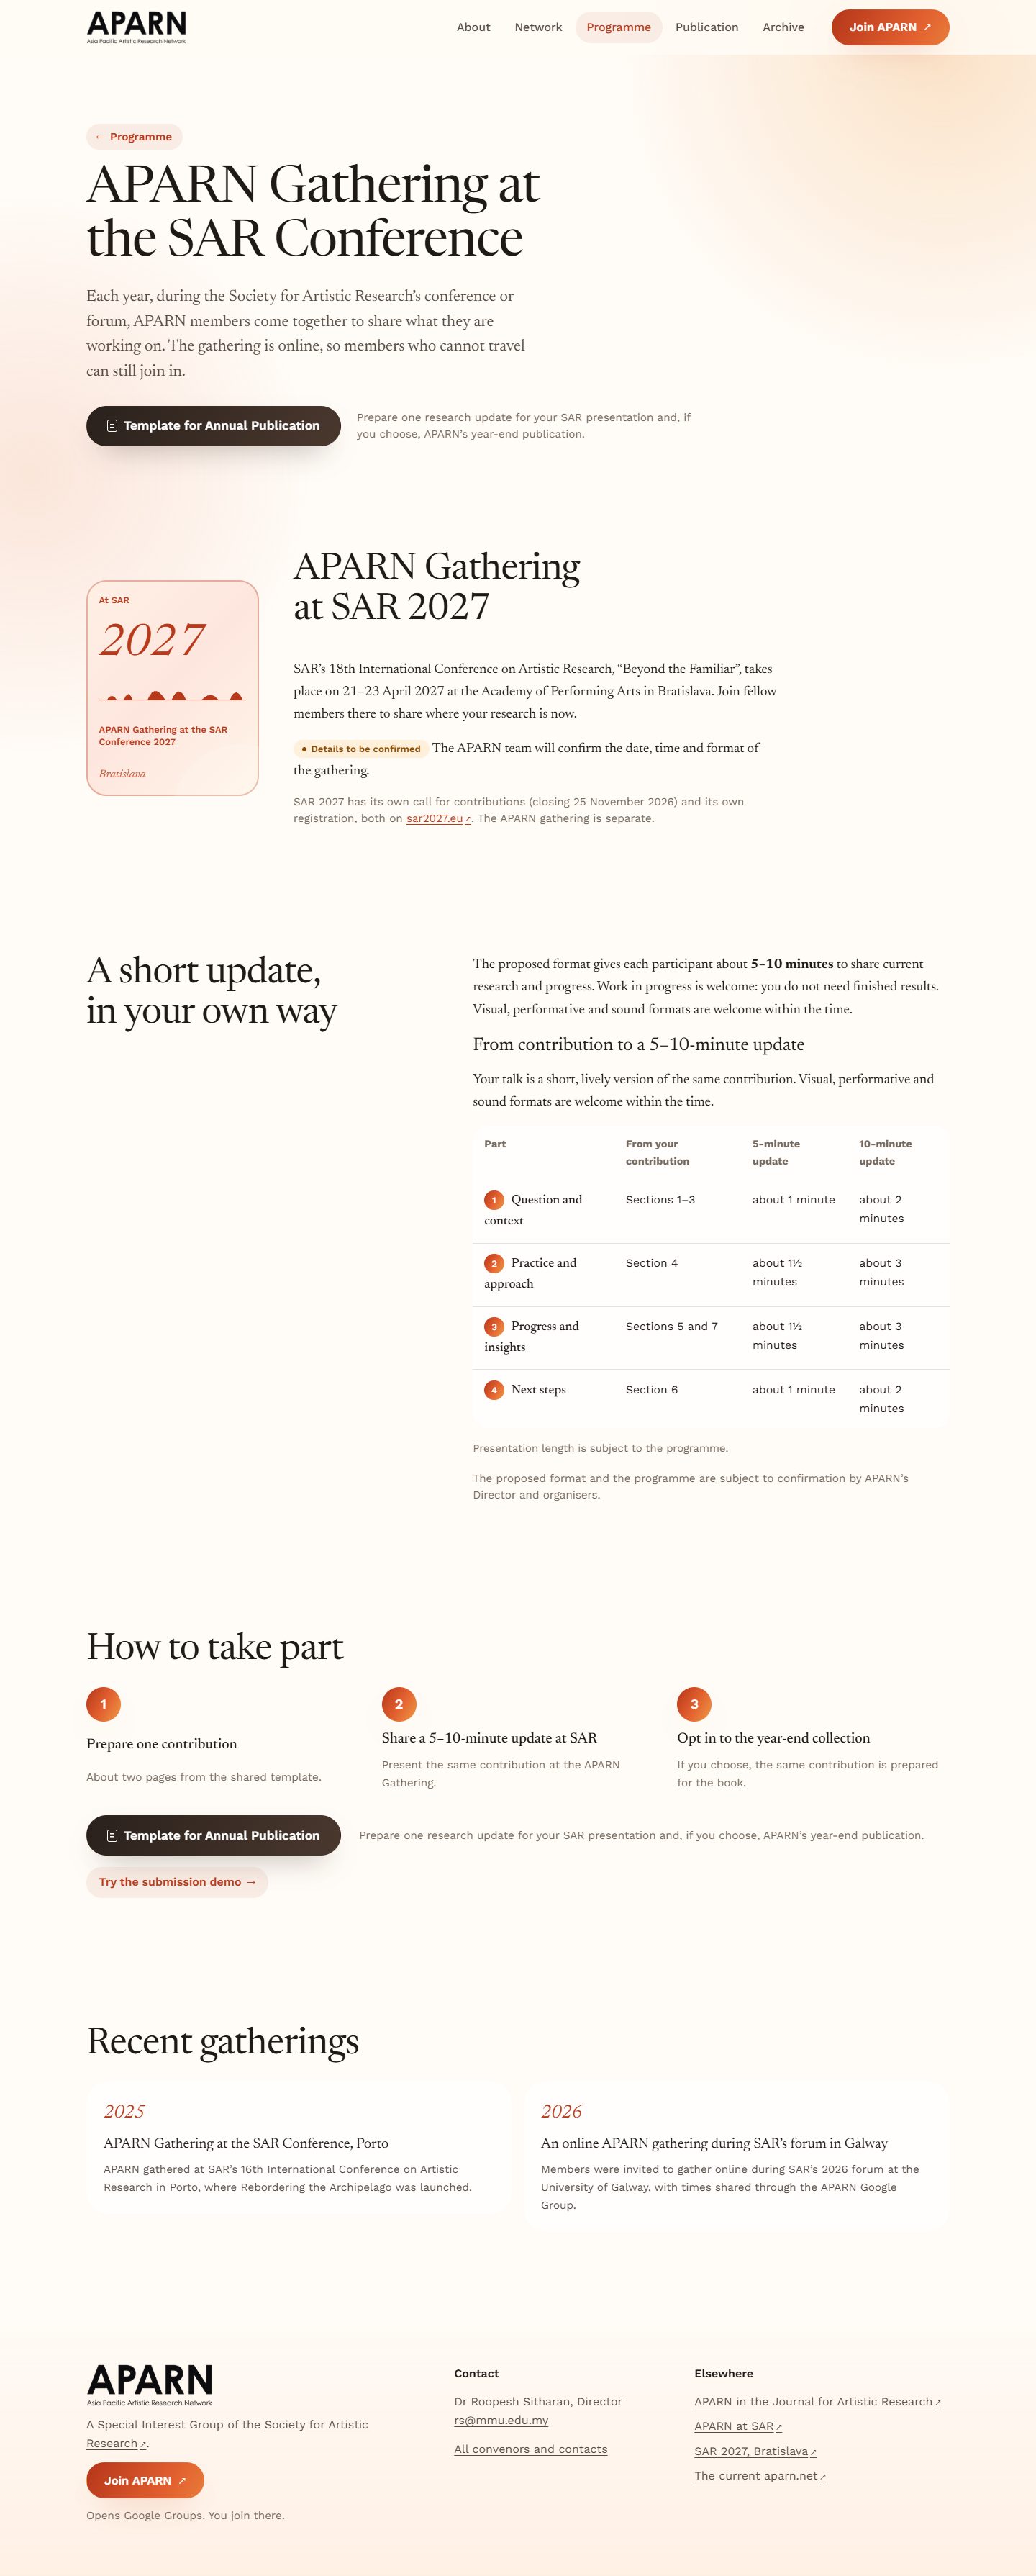 APARN
Asia Pacific Artistic Research Network
About
Network
Programme
Publication
Archive
Join APARN ↗
← Programme
APARN Gathering at
the SAR Conference
Each year, during the Society for Artistic Research’s conference or
forum, APARN members come together to share what they are
working on. The gathering is online, so members who cannot travel
can still join in.
Template for Annual Publication
Prepare one research update for your SAR presentation and, if
you choose, APARN’s year-end publication.
At SAR
2027
APARN Gathering at the SAR
Conference 2027
Bratislava
APARN Gathering
at SAR 2027
SAR’s 18th International Conference on Artistic Research, “Beyond the Familiar”, takes
place on 21–23 April 2027 at the Academy of Performing Arts in Bratislava. Join fellow
members there to share where your research is now.
● Details to be confirmed The APARN team will confirm the date, time and format of
the gathering.
SAR 2027 has its own call for contributions (closing 25 November 2026) and its own
registration, both on sar2027.eu ↗. The APARN gathering is separate.
A short update,
in your own way
The proposed format gives each participant about 5–10 minutes to share current
research and progress. Work in progress is welcome: you do not need finished results.
Visual, performative and sound formats are welcome within the time.
From contribution to a 5–10-minute update
Your talk is a short, lively version of the same contribution. Visual, performative and
sound formats are welcome within the time.
Part
From your
contribution
5-minute
update
10-minute
update
1 Question and
context
Sections 1–3
about 1 minute
about 2
minutes
2 Practice and
approach
Section 4
about 1½
minutes
about 3
minutes
3 Progress and
insights
Sections 5 and 7
about 1½
minutes
about 3
minutes
4 Next steps
Section 6
about 1 minute
about 2
minutes
Presentation length is subject to the programme.
The proposed format and the programme are subject to confirmation by APARN’s
Director and organisers.
How to take part
1
Prepare one contribution
About two pages from the shared template.
2
Share a 5–10-minute update at SAR
Present the same contribution at the APARN
Gathering.
3
Opt in to the year-end collection
If you choose, the same contribution is prepared
for the book.
Template for Annual Publication
Prepare one research update for your SAR presentation and, if you choose, APARN’s year-end publication.
Try the submission demo →
Recent gatherings
2025
APARN Gathering at the SAR Conference, Porto
APARN gathered at SAR’s 16th International Conference on Artistic
Research in Porto, where Rebordering the Archipelago was launched.
2026
An online APARN gathering during SAR’s forum in Galway
Members were invited to gather online during SAR’s 2026 forum at the
University of Galway, with times shared through the APARN Google
Group.
APARN
Asia Pacific Artistic Research Network
A Special Interest Group of the Society for Artistic
Research ↗.
Join APARN ↗
Opens Google Groups. You join there.
Contact
Dr Roopesh Sitharan, Director
rs@mmu.edu.my
All convenors and contacts
Elsewhere
APARN in the Journal for Artistic Research ↗
APARN at SAR ↗
SAR 2027, Bratislava ↗
The current aparn.net ↗